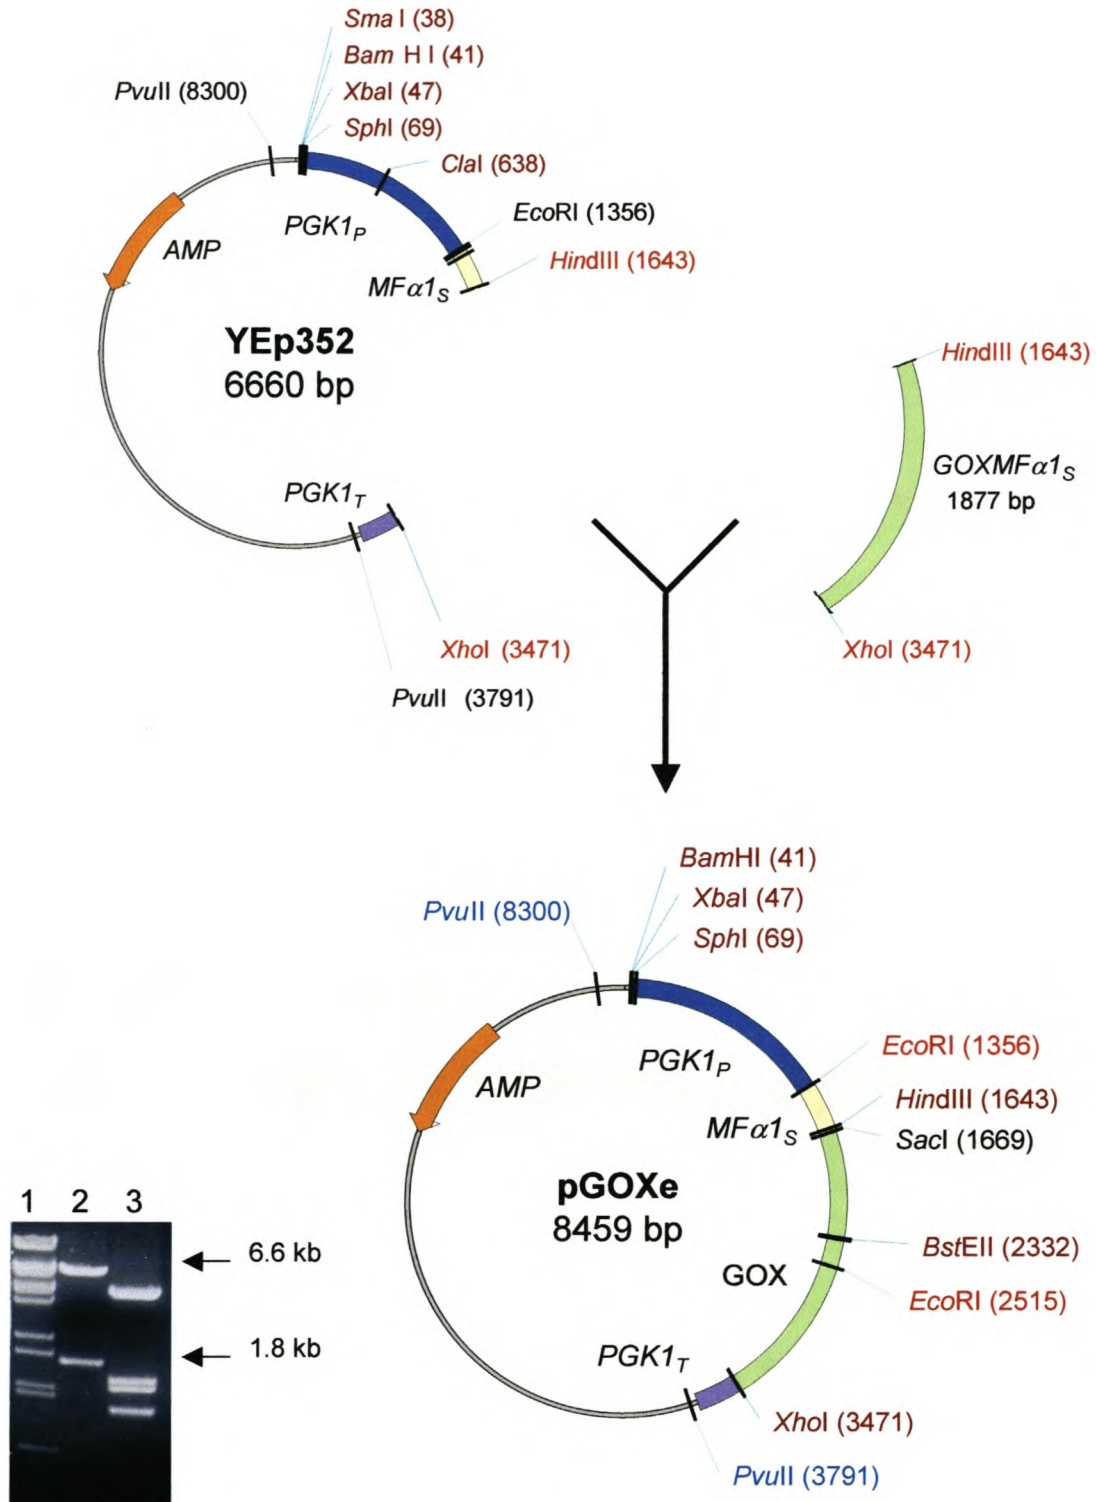 Sma I (38)
Bam H I (41)
XbaI (47)
SphI (69)
PvuII (8300)
ClaI (638)
EcoRI (1356)
PGK1P
AMP
HindIII (1643)
MFα1S
YEp352
6660 bp
HindIII (1643)
GOXMFα1S
1877 bp
PGK1T
XhoI (3471)
XhoI (3471)
PvuII (3791)
BamHI (41)
XbaI (47)
SphI (69)
PvuII (8300)
EcoRI (1356)
PGK1P
AMP
HindIII (1643)
MFα1S
SacI (1669)
pGOXe
8459 bp
BstEII (2332)
GOX
EcoRI (2515)
PGK1T
XhoI (3471)
PvuII (3791)
1 2 3
6.6 kb
1.8 kb